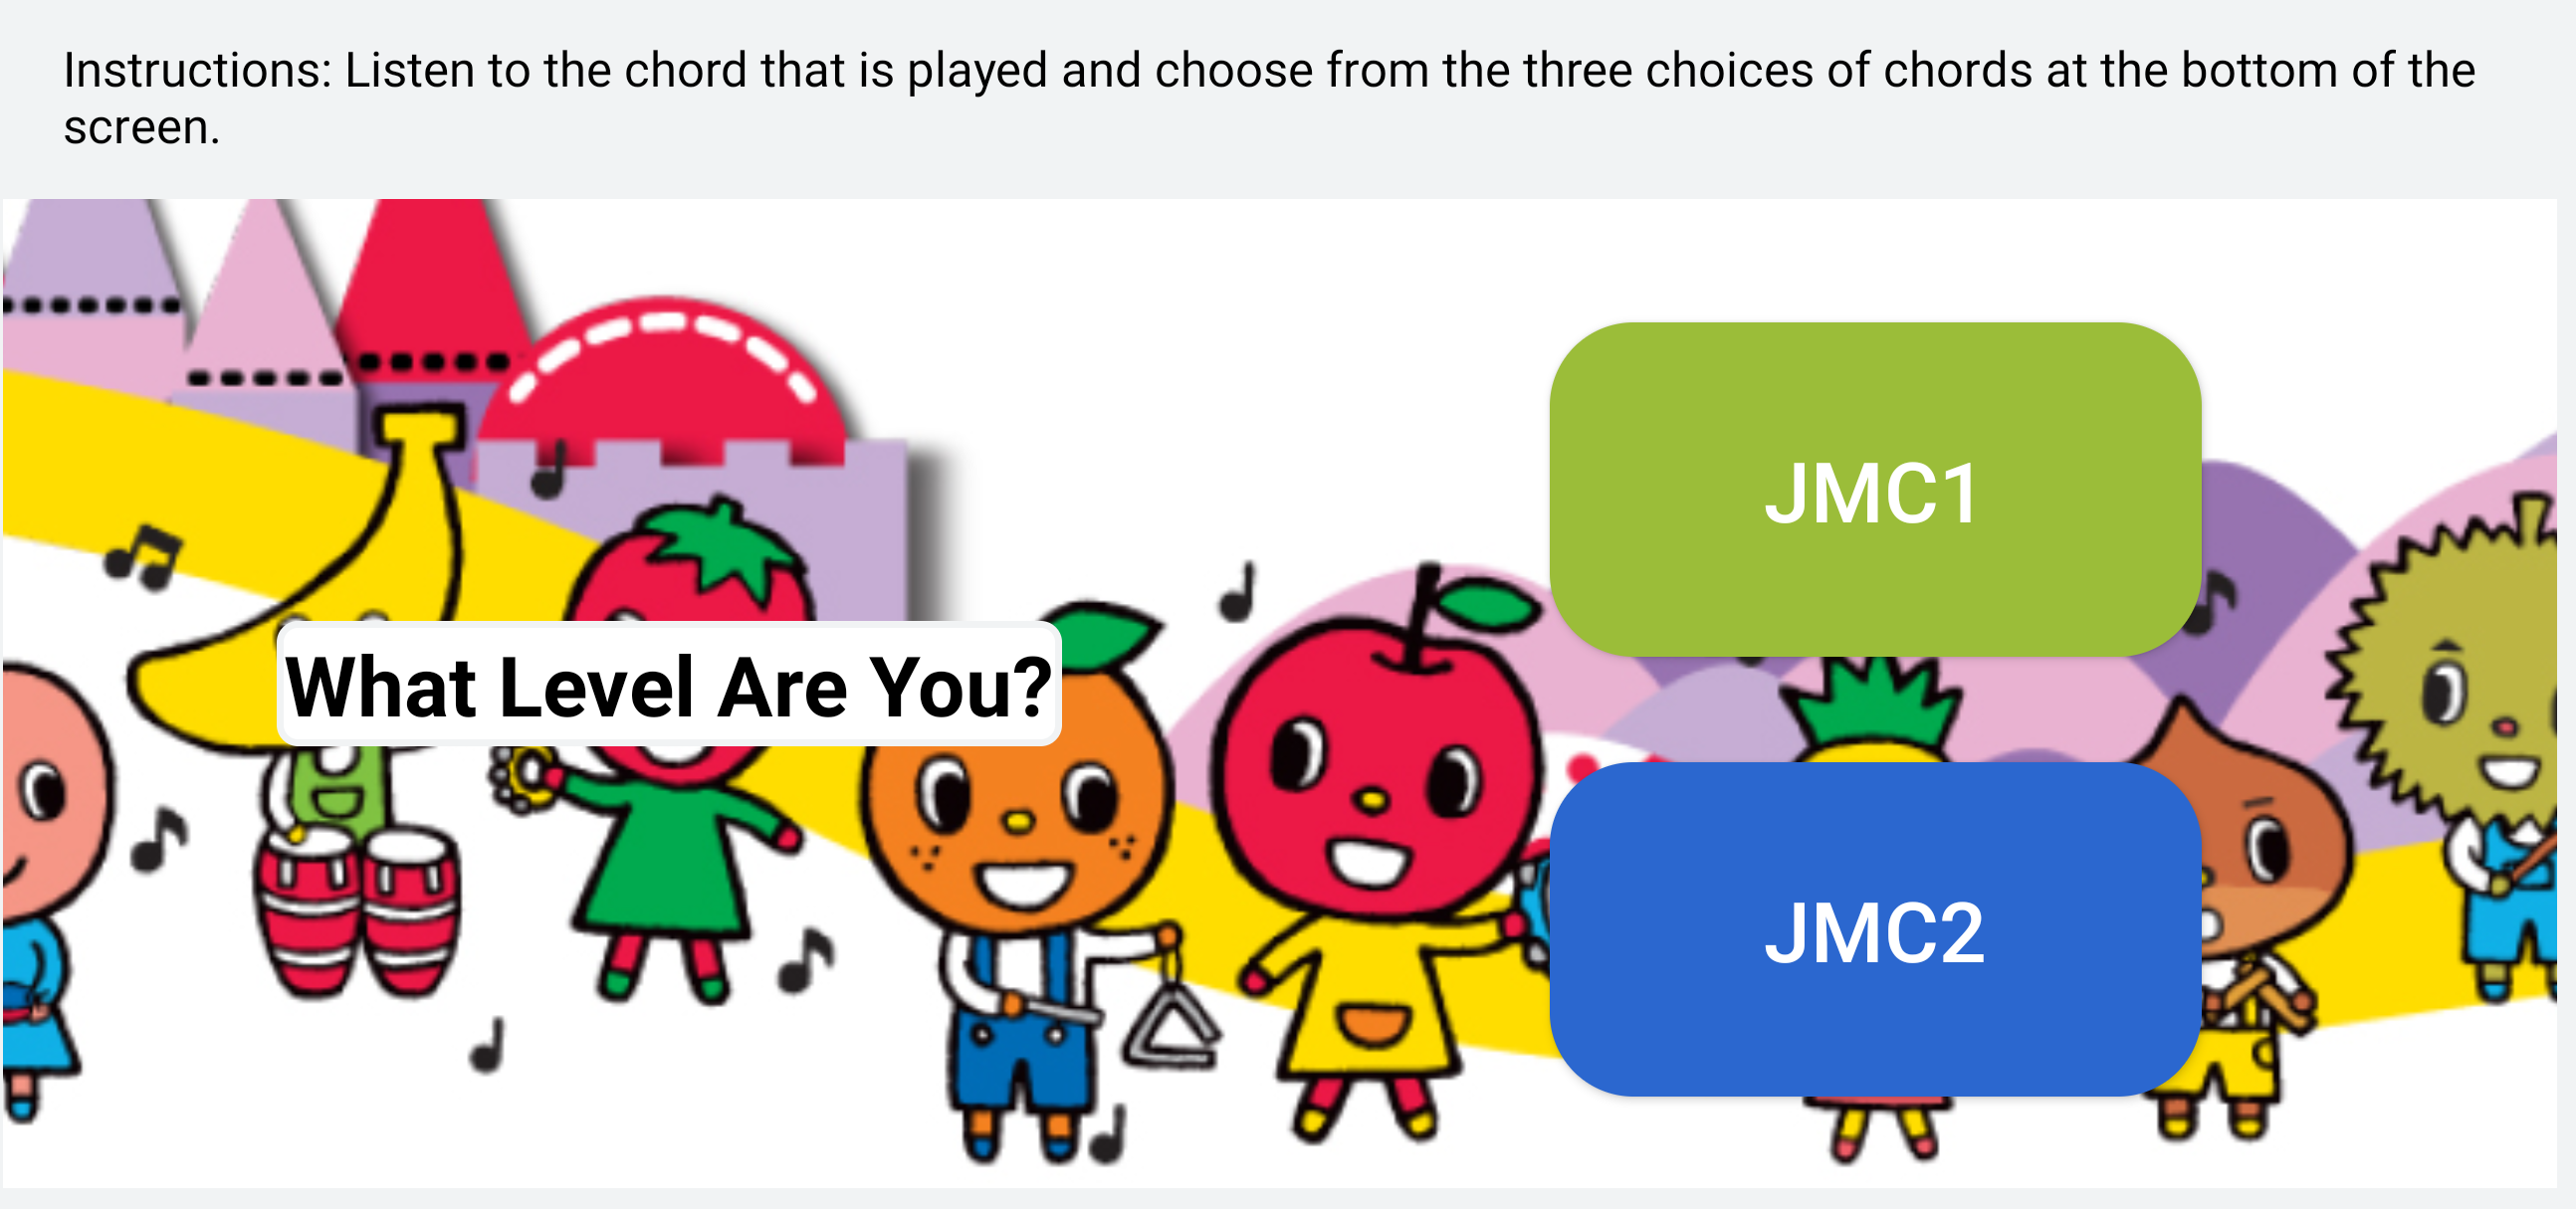 Instructions: Listen to the chord that is played and choose from the three choices of chords at the bottom of the
screen.
What Level Are You?
JMC1
JMC2